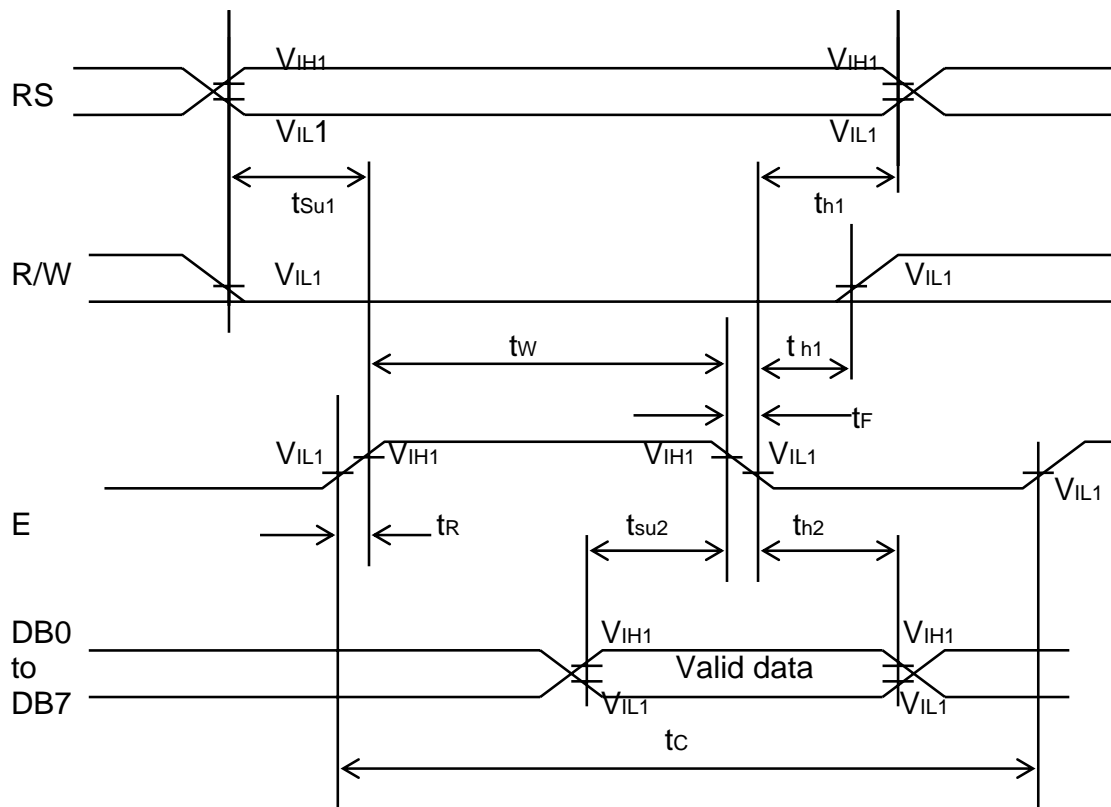 VIH1 VIH1
RS
VIL1 VIL1
tSu1 th1
R/W VIL1 VIL1
tW th1
tF
VIL1 VIH1 VIH1 VIL1
VIL1
E tR tsu2 th2
DB0 VIH1 VIH1
to Valid data
DB7 VIL1 VIL1
tC